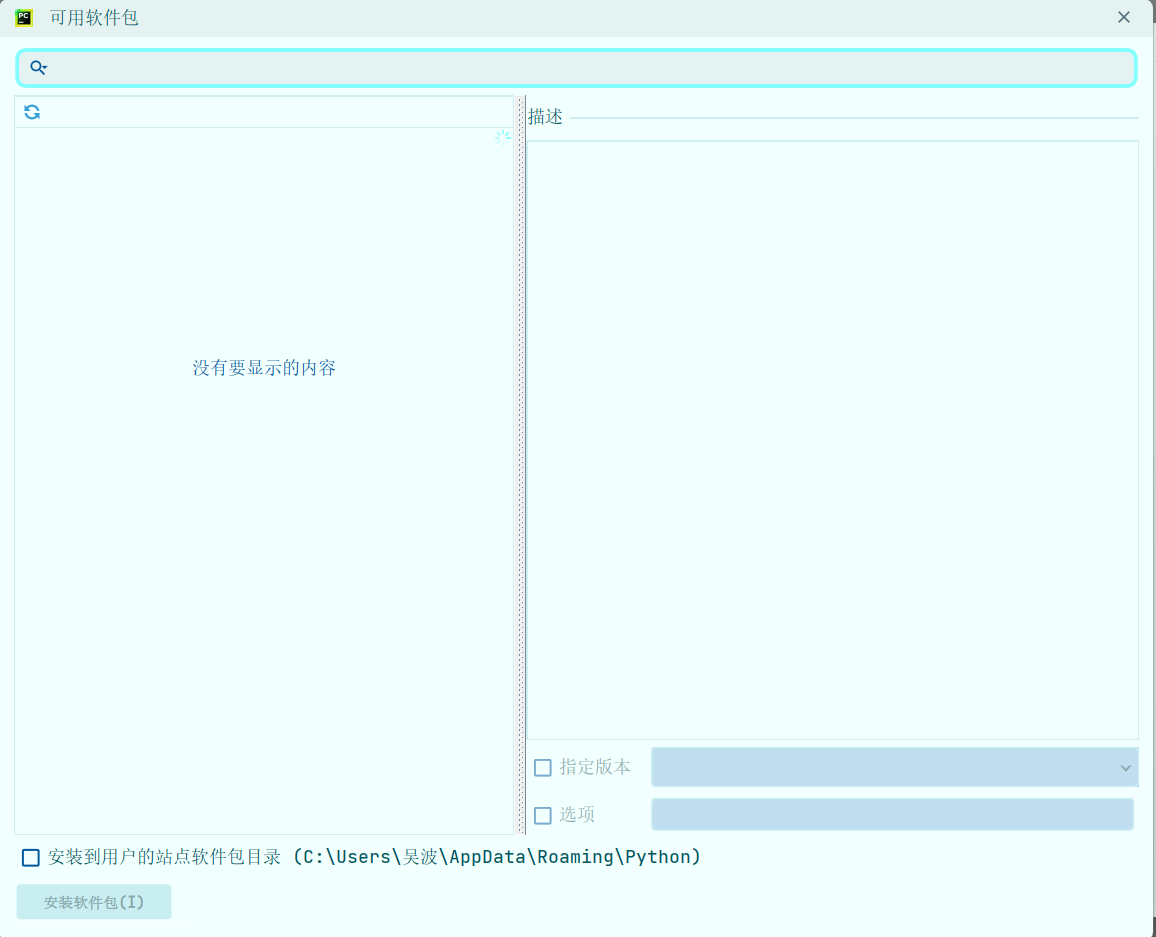 PC
可用软件包
描述
没有要显示的内容
指定版本
选项
安装到用户的站点软件包目录 (C:\Users\吴波\AppData\Roaming\Python)
安装软件包(I)